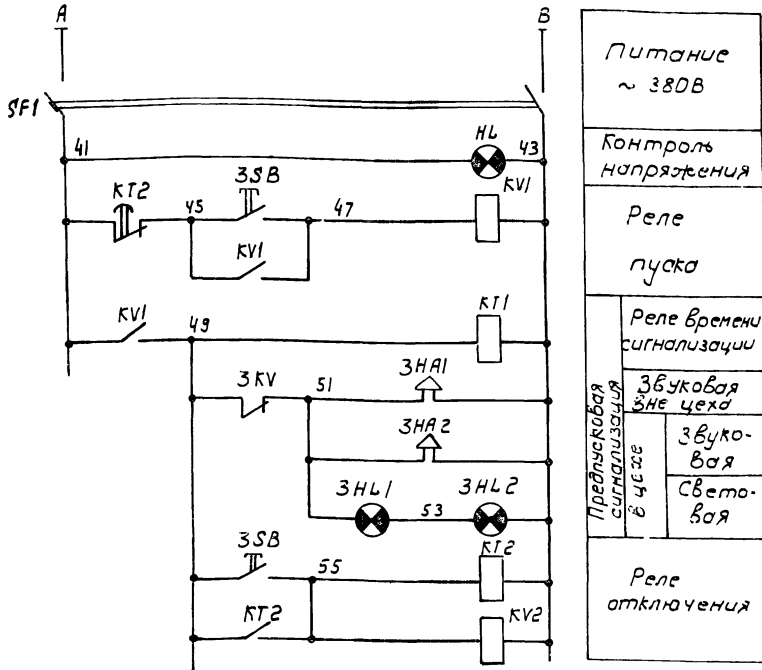 А
В
SF1
41
HL
43
KT2
45
3SB
47
KV1
KV1
KV1
49
KT1
3KV
51
3HA1
3HA2
3HL1
53
3HL2
3SB
55
KT2
KT2
KV2
Питание
~ 380В
Контроль
напряжения
Реле
пуска
Предпусковая
сигнализация
Реле времени
сигнализации
Звуковая
вне цеха
в цехе
Звуко-
вая
Свето-
вая
Реле
отключения